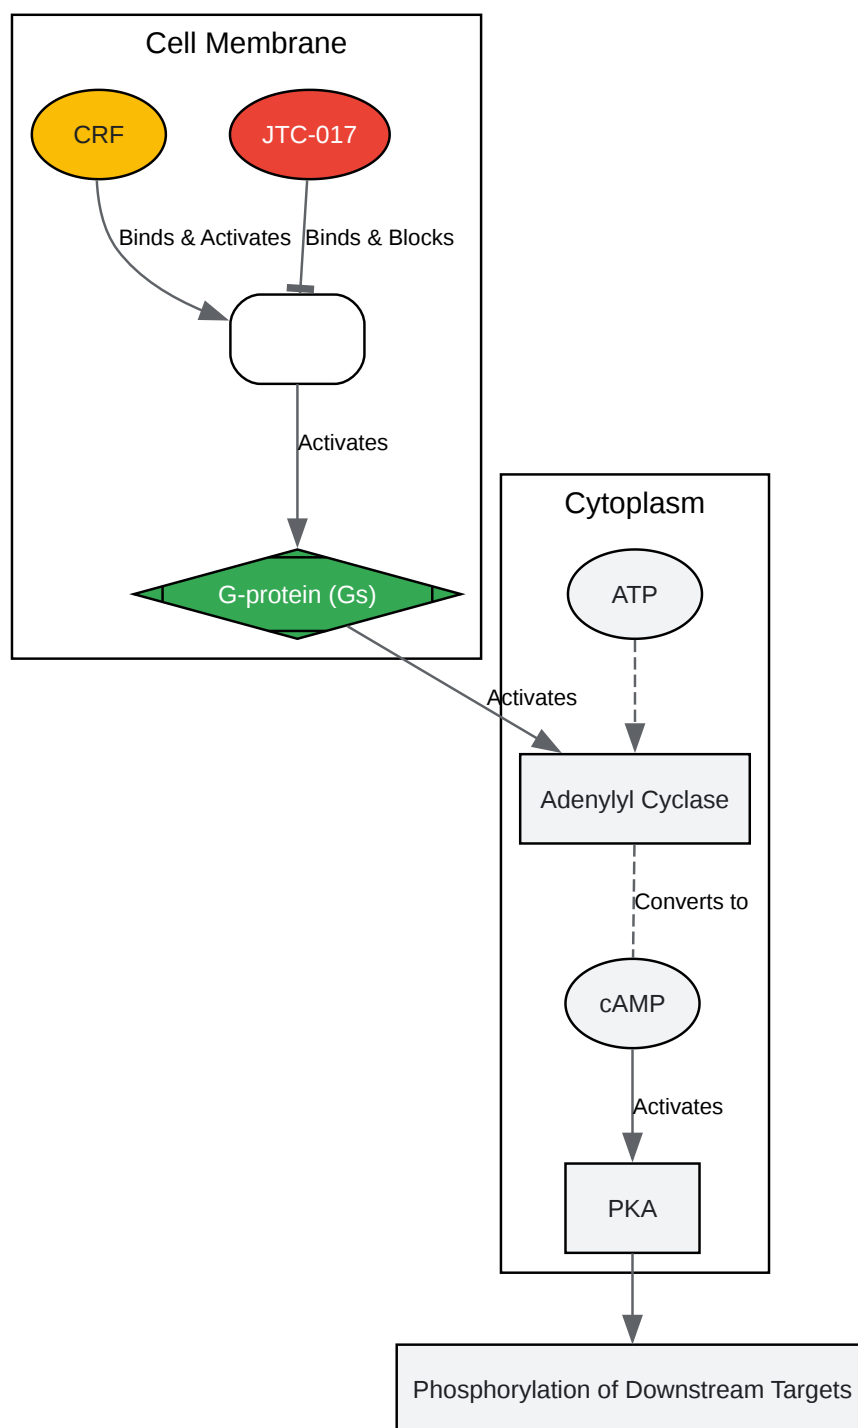 Cell Membrane
CRF
JTC-017
Binds & Activates
Binds & Blocks
Activates
G-protein (Gs)
Cytoplasm
ATP
Activates
Adenylyl Cyclase
Converts to
cAMP
Activates
PKA
Phosphorylation of Downstream Targets